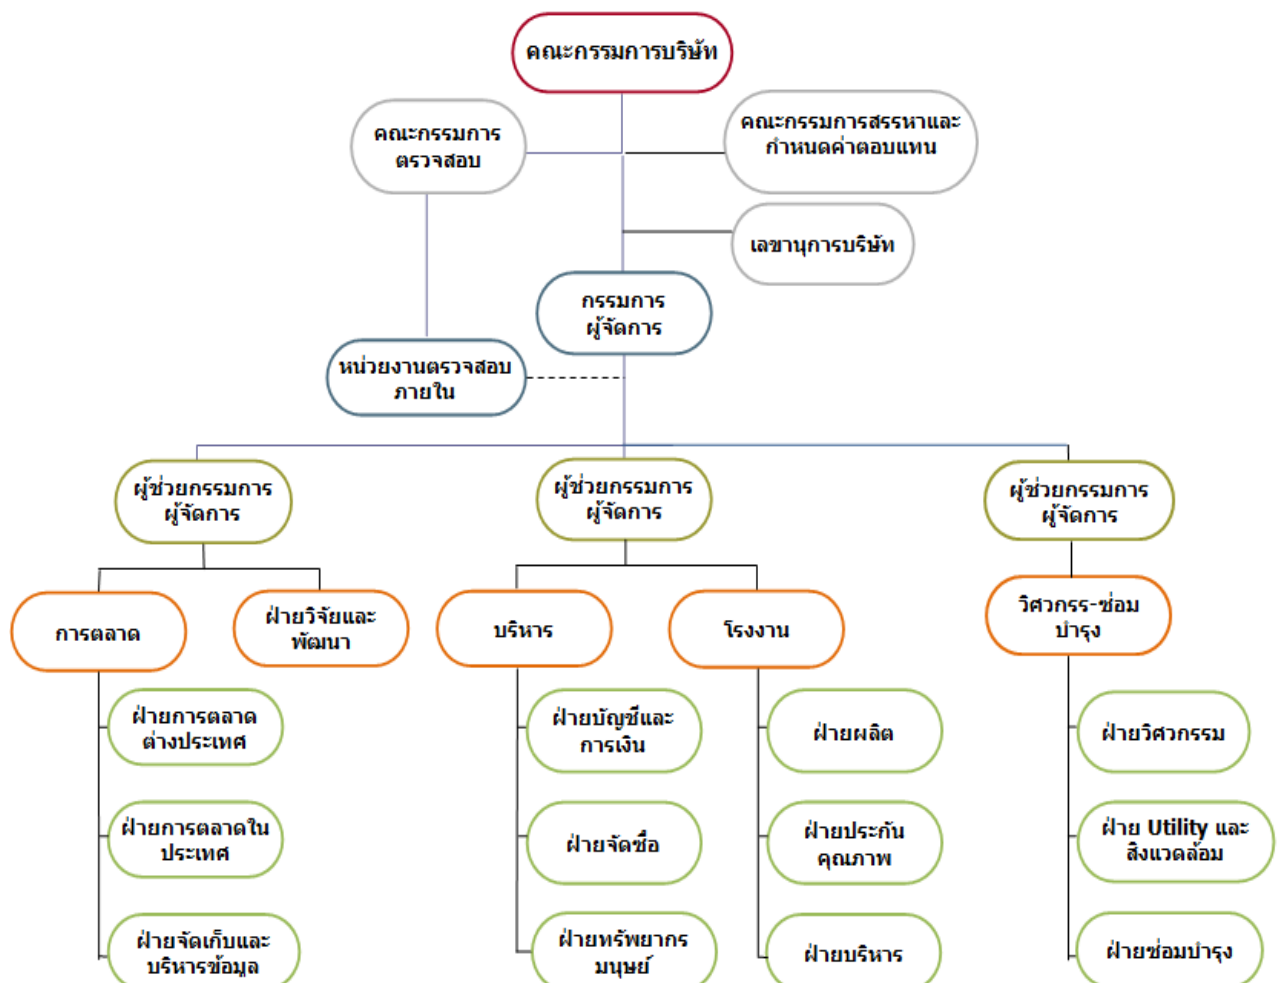 คณะกรรมการบริษัท
คณะกรรมการ
ตรวจสอบ
คณะกรรมการสรรหาและ
กำหนดค่าตอบแทน
เลขานุการบริษัท
กรรมการ
ผู้จัดการ
หน่วยงานตรวจสอบ
ภายใน
ผู้ช่วยกรรมการ
ผู้จัดการ
ผู้ช่วยกรรมการ
ผู้จัดการ
ผู้ช่วยกรรมการ
ผู้จัดการ
การตลาด
ฝ่ายวิจัยและ
พัฒนา
บริหาร
โรงงาน
วิศวกรร-ซ่อม
บำรุง
ฝ่ายการตลาด
ต่างประเทศ
ฝ่ายบัญชีและ
การเงิน
ฝ่ายผลิต
ฝ่ายวิศวกรรม
ฝ่ายการตลาดใน
ประเทศ
ฝ่ายจัดซื้อ
ฝ่ายประกัน
คุณภาพ
ฝ่าย Utility และ
สิ่งแวดล้อม
ฝ่ายจัดเก็บและ
บริหารข้อมูล
ฝ่ายทรัพยากร
มนุษย์
ฝ่ายบริหาร
ฝ่ายซ่อมบำรุง